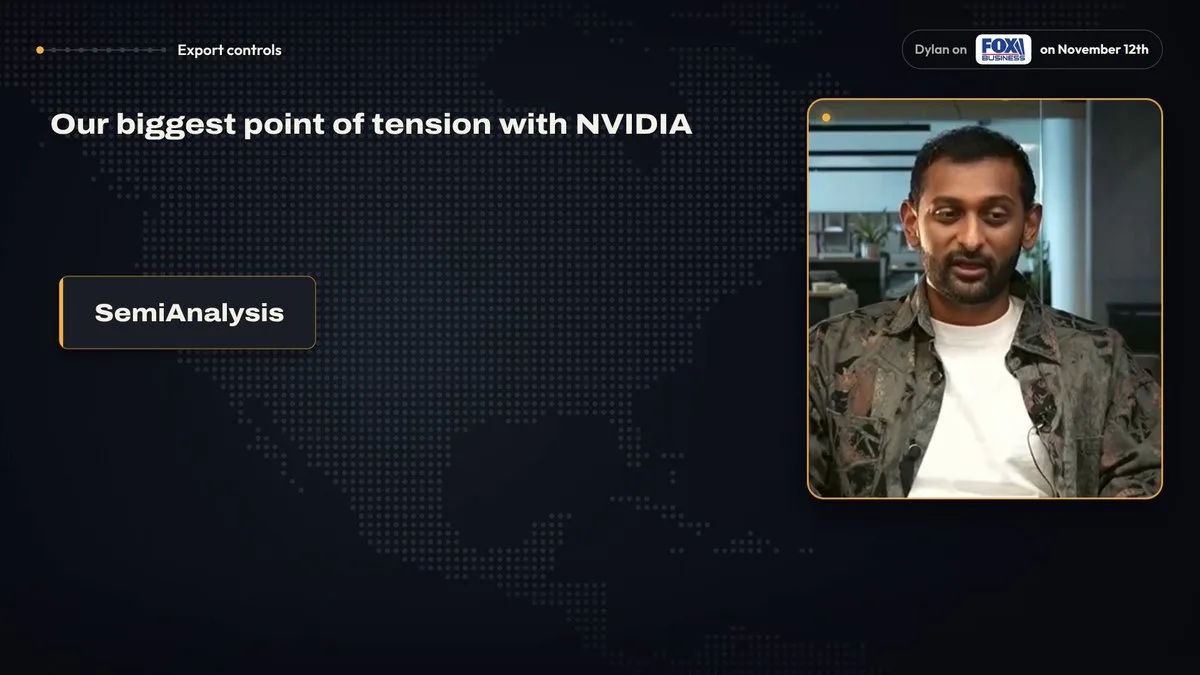 Export controls
Dylan on FOX BUSINESS on November 12th
Our biggest point of tension with NVIDIA
SemiAnalysis